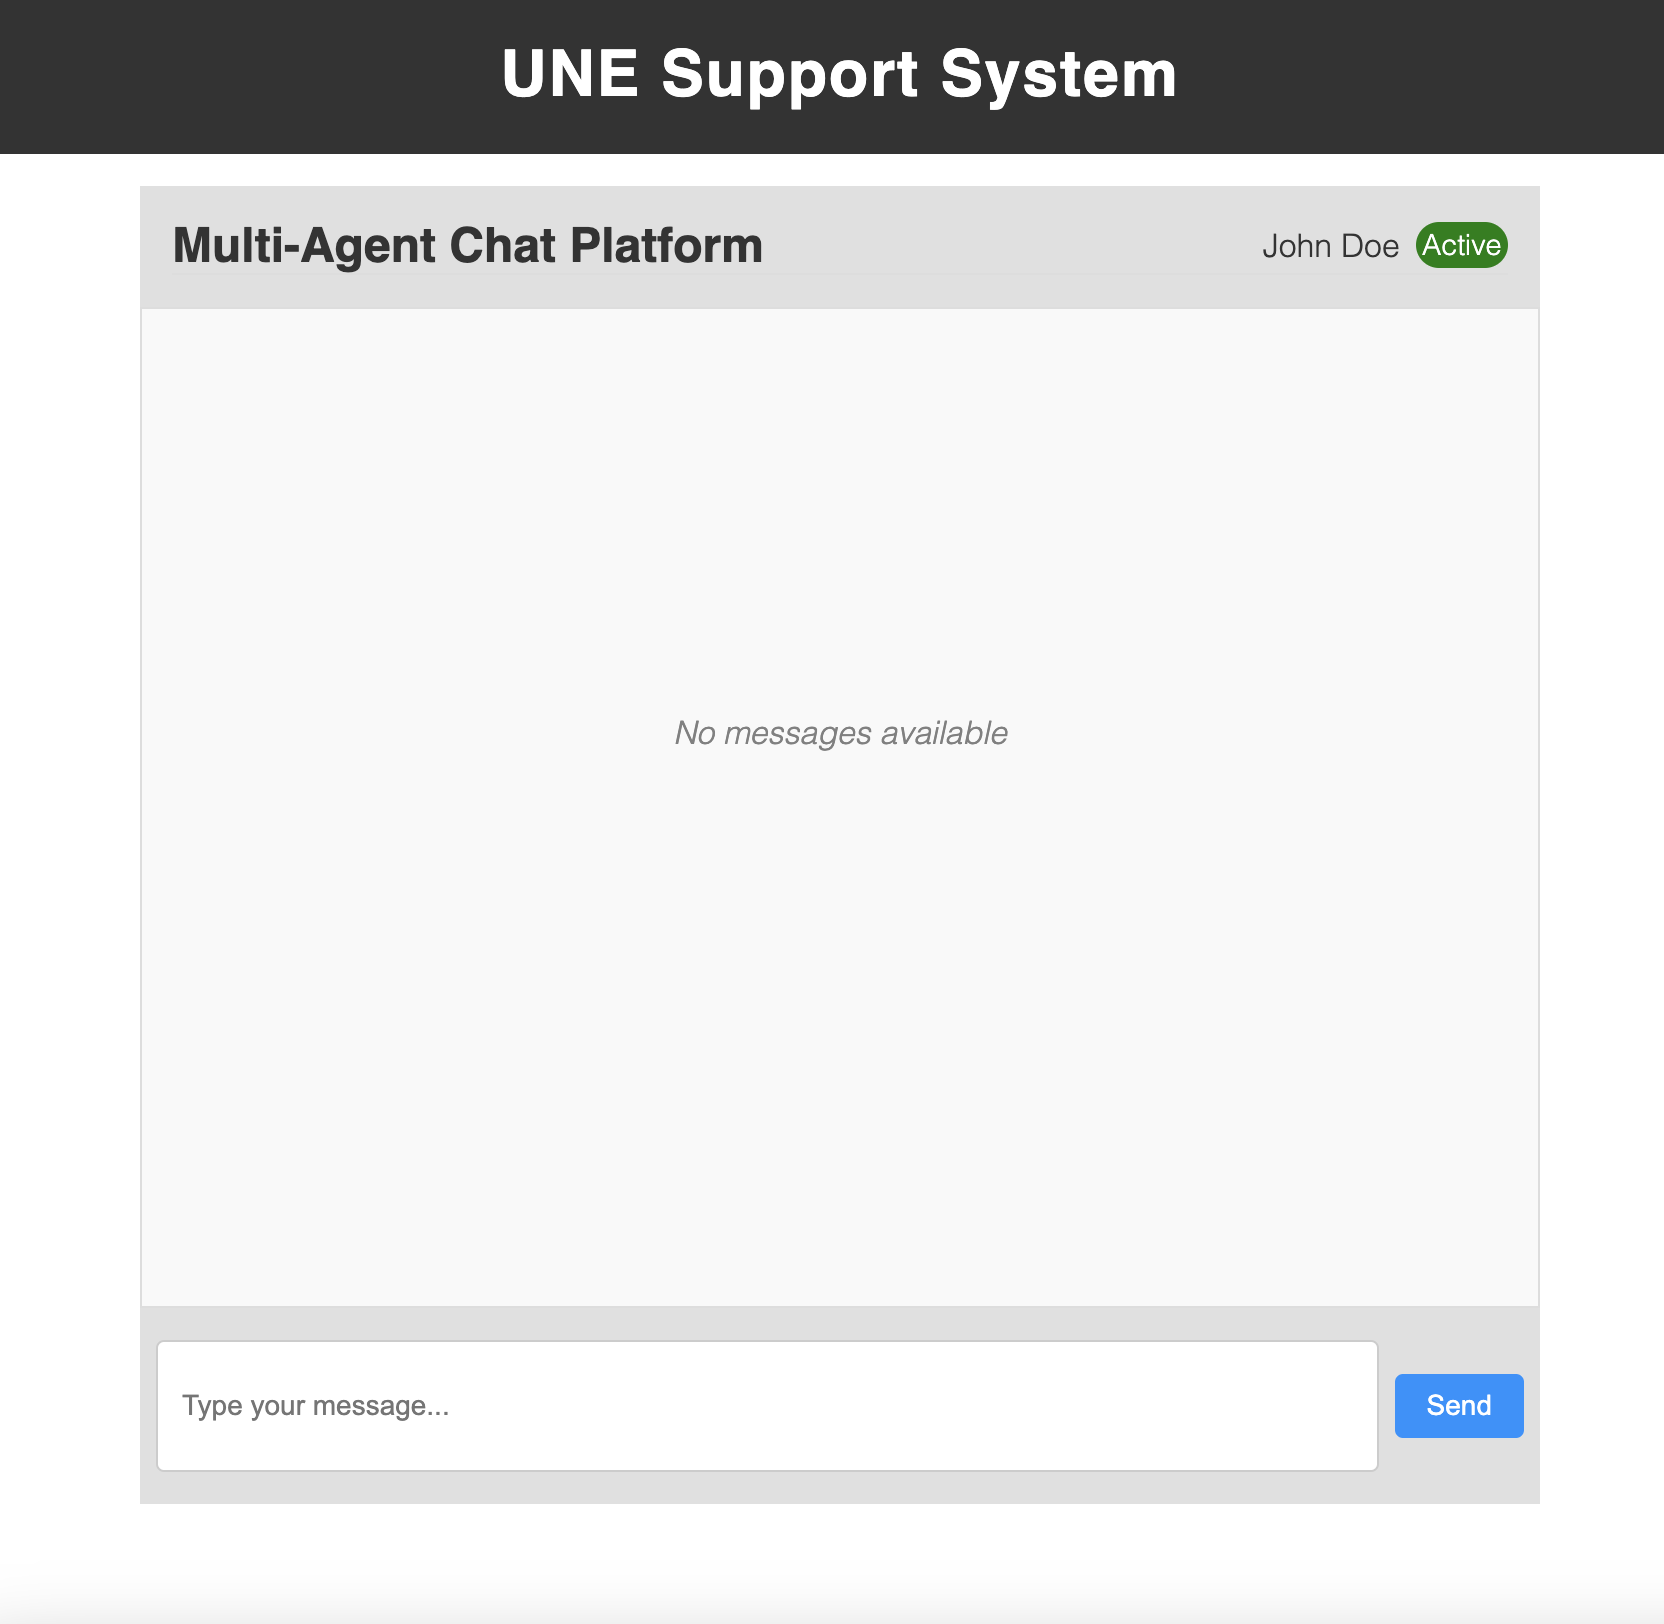 UNE Support System
Multi-Agent Chat Platform
John Doe Active
No messages available
Type your message...
Send